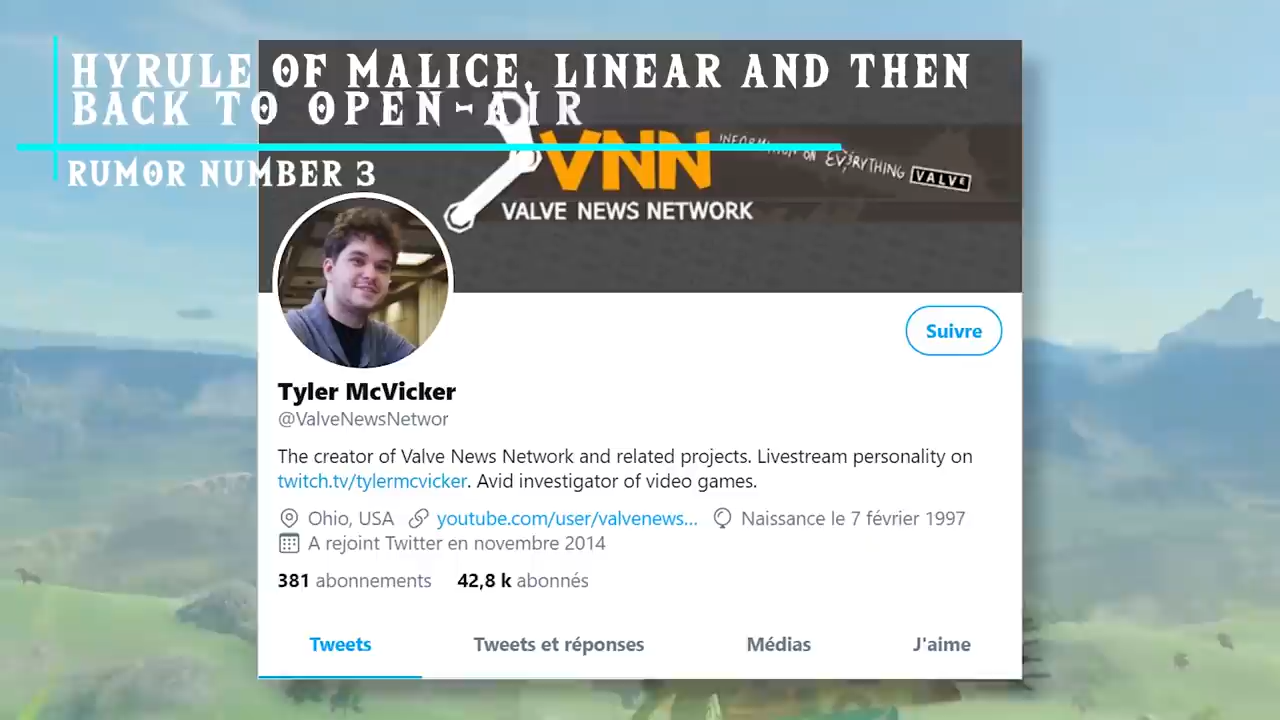 HYRULE OF MALICE, LINEAR AND THEN
BACK TO OPEN-AIR
RUMOR NUMBER 3
VNN
INFORMATION ON EV3RYTHING VALVE
VALVE NEWS NETWORK
Suivre
Tyler McVicker
@ValveNewsNetwor
The creator of Valve News Network and related projects. Livestream personality on
twitch.tv/tylermcvicker. Avid investigator of video games.
Ohio, USA youtube.com/user/valvenews... Naissance le 7 février 1997
A rejoint Twitter en novembre 2014
381 abonnements 42,8 k abonnés
Tweets Tweets et réponses Médias J'aime